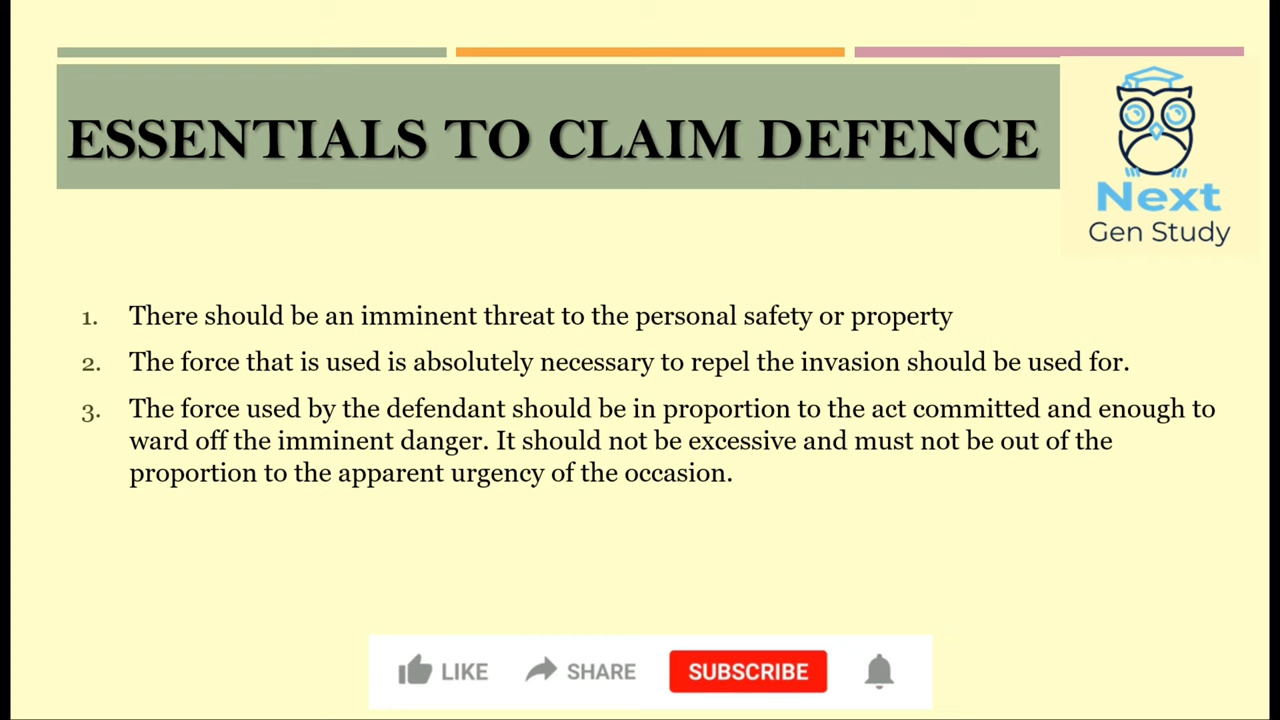 ESSENTIALS TO CLAIM DEFENCE
Next
Gen Study
1. There should be an imminent threat to the personal safety or property
2. The force that is used is absolutely necessary to repel the invasion should be used for.
3. The force used by the defendant should be in proportion to the act committed and enough to
ward off the imminent danger. It should not be excessive and must not be out of the
proportion to the apparent urgency of the occasion.
LIKE SHARE SUBSCRIBE